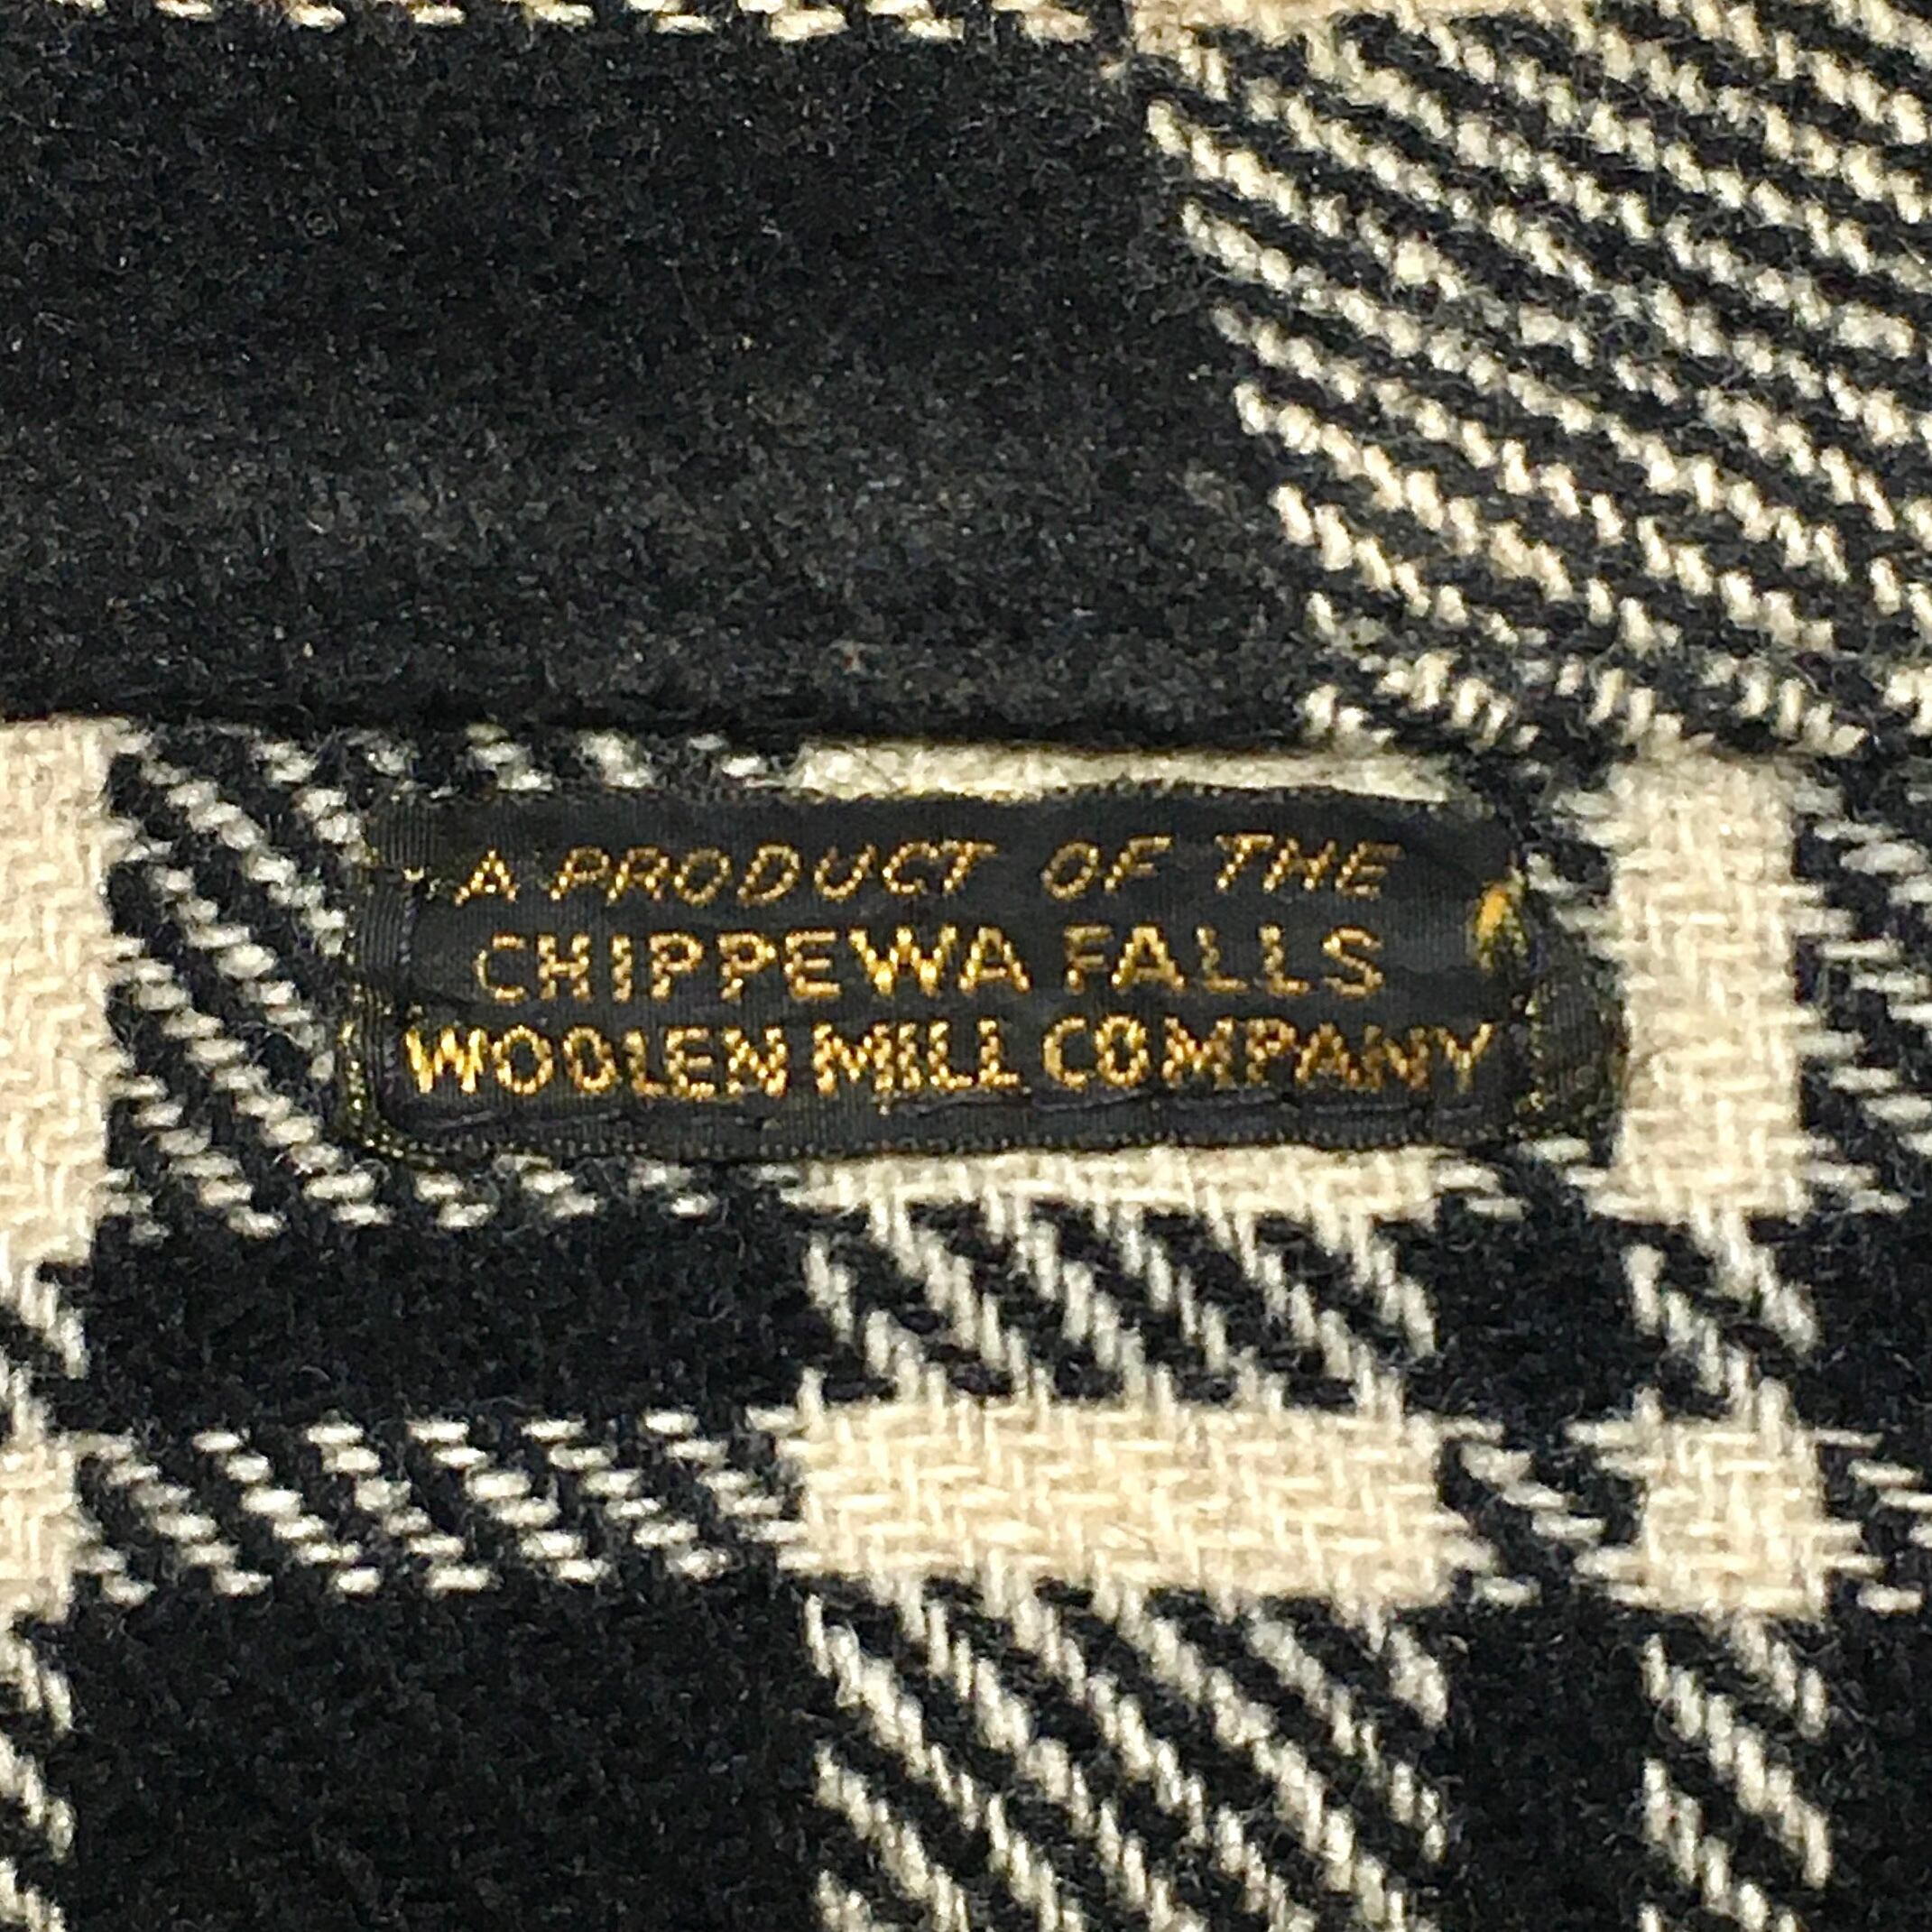 A PRODUCT OF THE
CHIPPEWA FALLS
WOOLEN MILL COMPANY